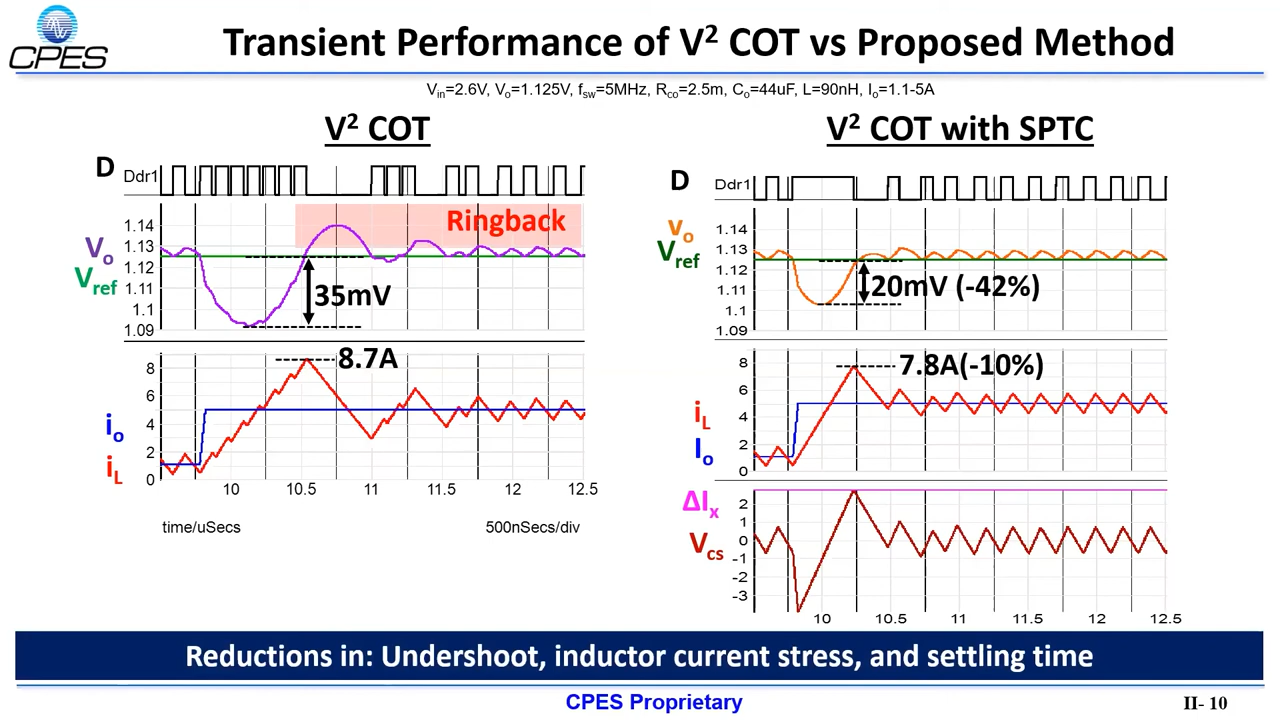 CPES
Transient Performance of V² COT vs Proposed Method
Vin=2.6V, Vo=1.125V, fsw=5MHz, Rco=2.5m, Co=44uF, L=90nH, Io=1.1-5A
V² COT
D
Ddr1
Ringback
1.14
1.13
1.12
1.11
1.1
1.09
Vo
Vref
35mV
8.7A
8
6
4
2
0
io
iL
10
10.5
11
11.5
12
12.5
time/uSecs
500nSecs/div
V² COT with SPTC
D
Ddr1
1.14
1.13
1.12
1.11
1.1
1.09
vo
Vref
20mV (-42%)
7.8A(-10%)
8
6
4
2
0
iL
Io
ΔIx
Vcs
2
1
0
-1
-2
-3
10
10.5
11
11.5
12
12.5
Reductions in: Undershoot, inductor current stress, and settling time
CPES Proprietary
II- 10